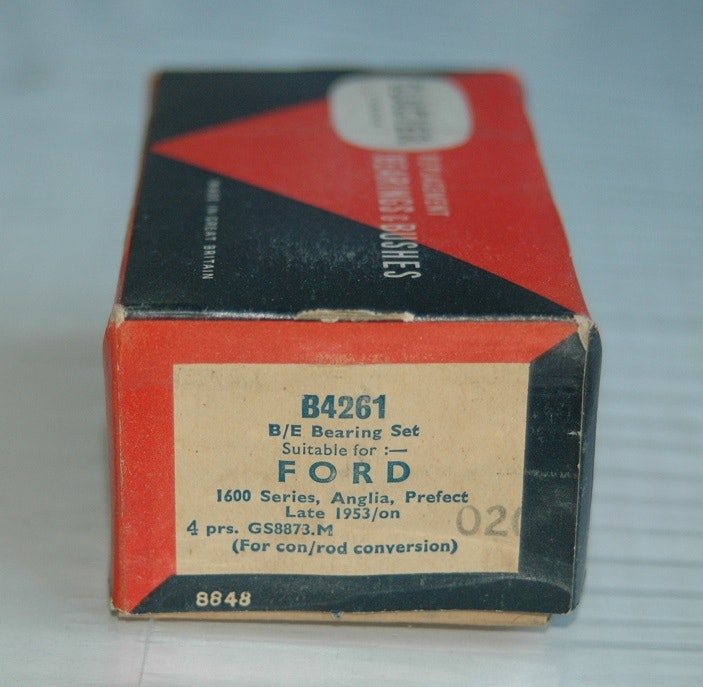 REPLACEMENT
BEARINGS & BUSHES
MADE IN GREAT BRITAIN
B4261
B/E Bearing Set
Suitable for :—
FORD
1600 Series, Anglia, Prefect
Late 1953/on
4 prs. GS8873.M
(For con/rod conversion)
020
8848